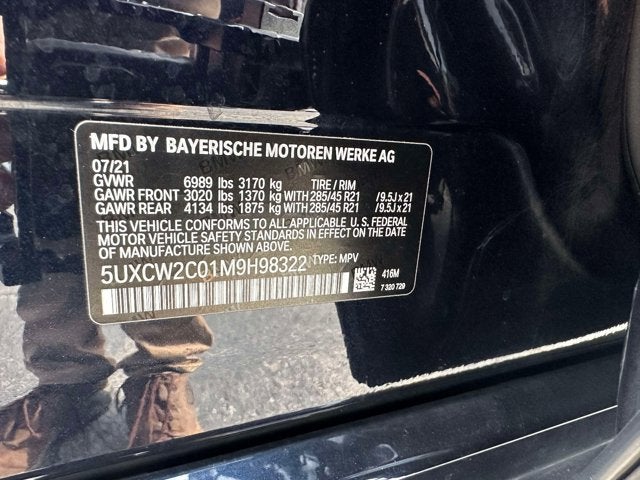 MFD BY BAYERISCHE MOTOREN WERKE AG
07/21
GVWR 6989 lbs 3170 kg TIRE / RIM
GAWR FRONT 3020 lbs 1370 kg WITH 285/45 R21 /9.5J x 21
GAWR REAR 4134 lbs 1875 kg WITH 285/45 R21 /9.5J x 21
THIS VEHICLE CONFORMS TO ALL APPLICABLE U. S. FEDERAL
MOTOR VEHICLE SAFETY STANDARDS IN EFFECT ON THE DATE
OF MANUFACTURE SHOWN ABOVE.
5UXCW2C01M9H98322 TYPE: MPV
416M
7 320 729